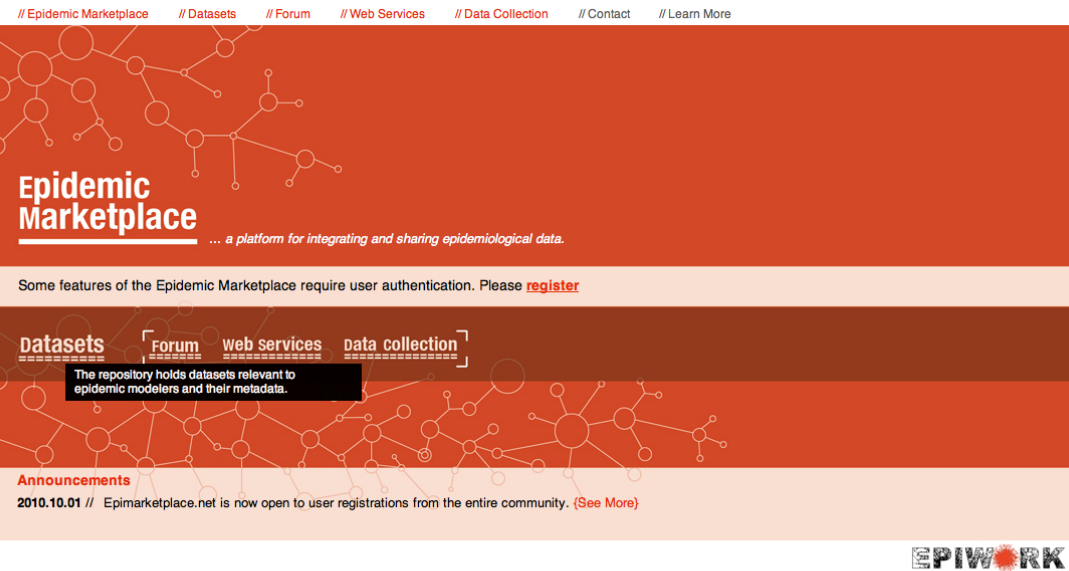 // Epidemic Marketplace // Datasets // Forum // Web Services // Data Collection // Contact // Learn More
Epidemic
Marketplace
... a platform for integrating and sharing epidemiological data.
Some features of the Epidemic Marketplace require user authentication. Please register
Datasets Forum Web Services Data Collection
The repository holds datasets relevant to
epidemic modelers and their metadata.
Announcements
2010.10.01 // Epimarketplace.net is now open to user registrations from the entire community. {See More}
EPIWORK